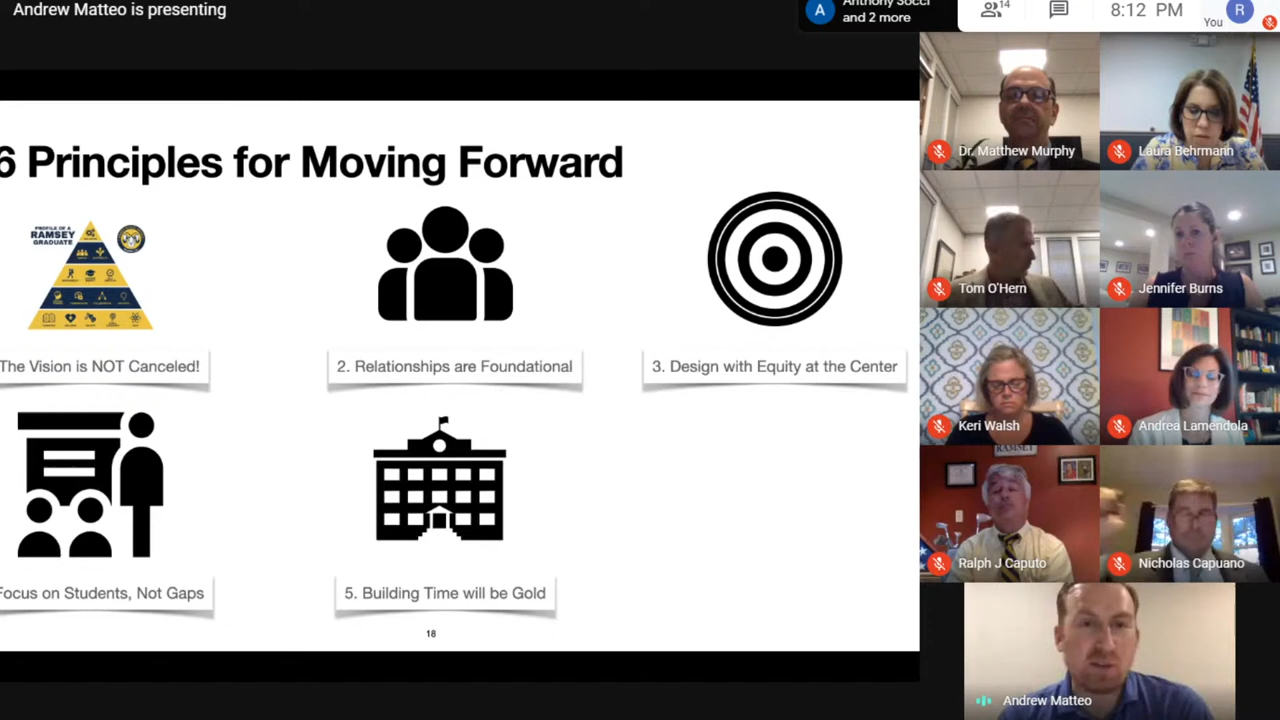 Andrew Matteo is presenting
A
Anthony Socci
and 2 more
14
8:12 PM
You
R
6 Principles for Moving Forward
PROFILE OF A
RAMSEY
GRADUATE
The Vision is NOT Canceled!
2. Relationships are Foundational
3. Design with Equity at the Center
Focus on Students, Not Gaps
5. Building Time will be Gold
18
Dr. Matthew Murphy
Laura Behrmann
Tom O'Hern
Jennifer Burns
Keri Walsh
Andrea Lamendola
RAMSEY
Ralph J Caputo
Nicholas Capuano
Andrew Matteo